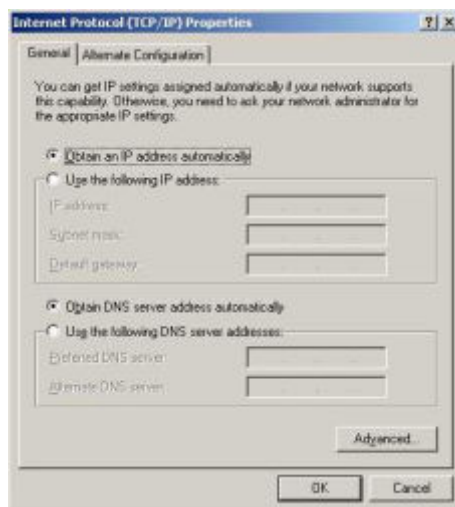 Internet Protocol (TCP/IP) Properties
General
Alternate Configuration
You can get IP settings assigned automatically if your network supports
this capability. Otherwise, you need to ask your network administrator for
the appropriate IP settings.
Obtain an IP address automatically
Use the following IP address:
IP address:
Subnet mask:
Default gateway:
Obtain DNS server address automatically
Use the following DNS server addresses:
Preferred DNS server:
Alternate DNS server:
Advanced...
OK
Cancel